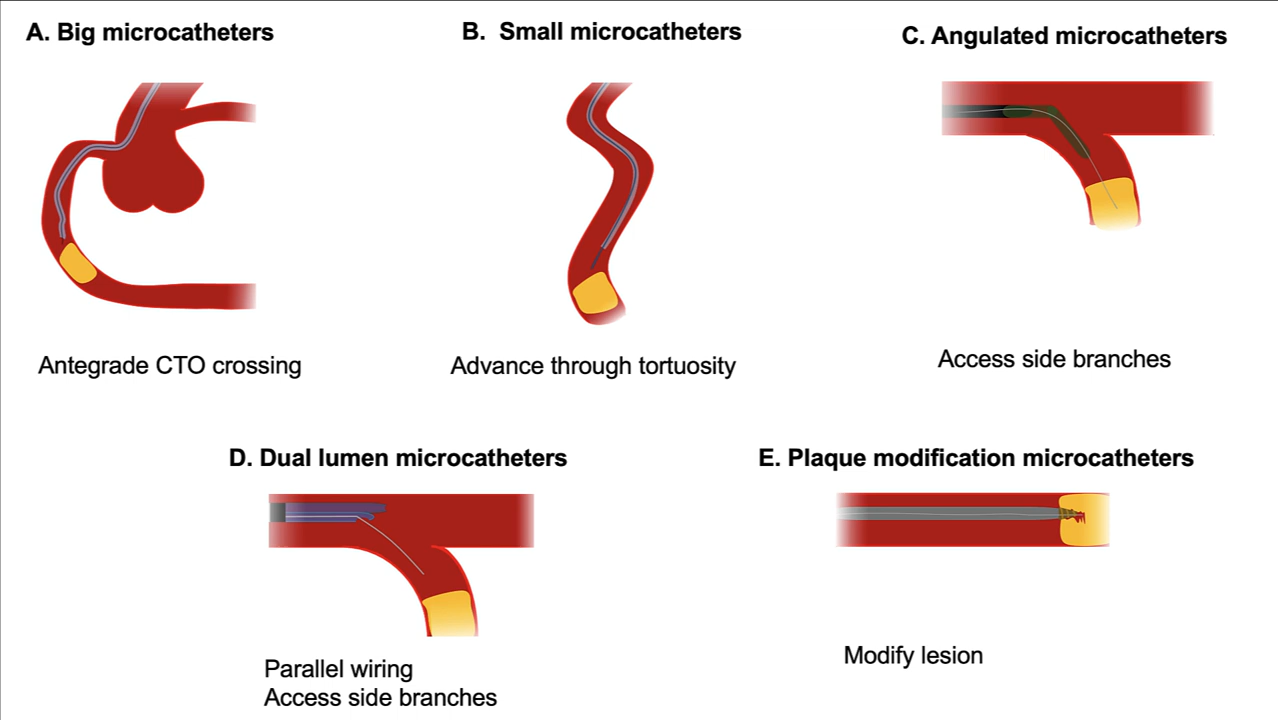 A. Big microcatheters
B. Small microcatheters
C. Angulated microcatheters
Antegrade CTO crossing
Advance through tortuosity
Access side branches
D. Dual lumen microcatheters
E. Plaque modification microcatheters
Parallel wiring
Access side branches
Modify lesion